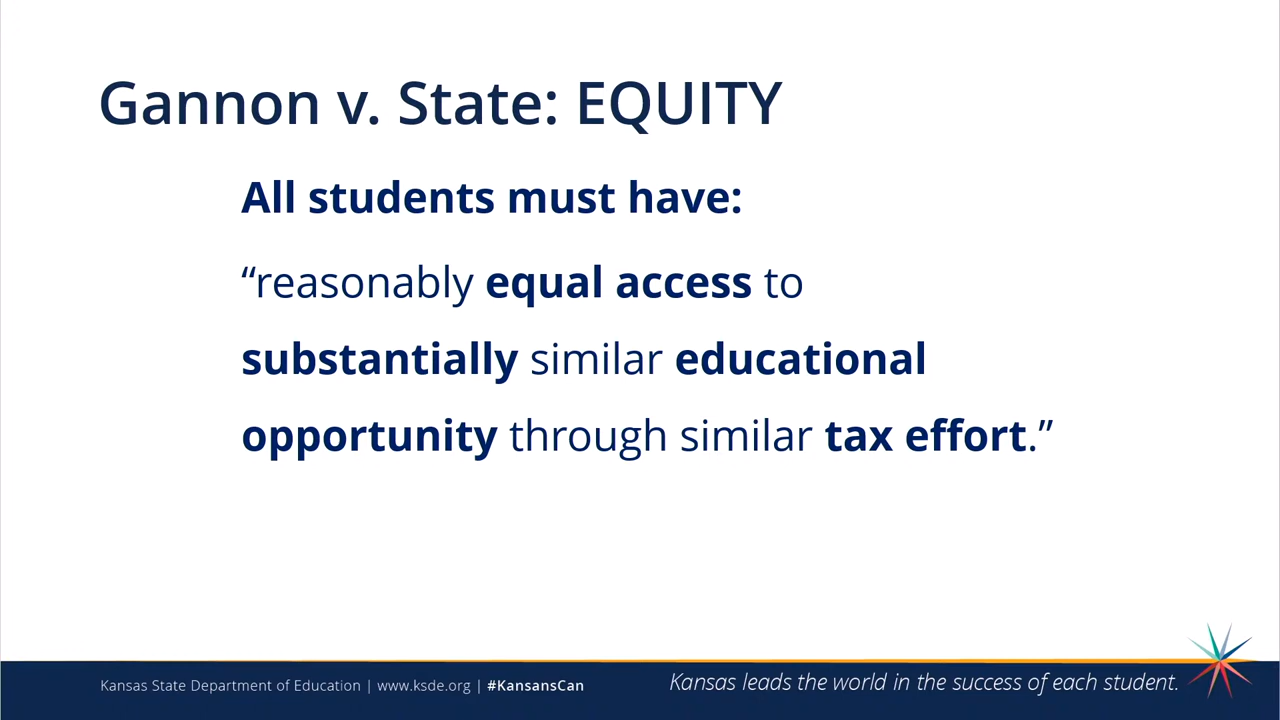 Gannon v. State: EQUITY
All students must have:
“reasonably equal access to
substantially similar educational
opportunity through similar tax effort.”
Kansas State Department of Education | www.ksde.org | #KansansCan
Kansas leads the world in the success of each student.